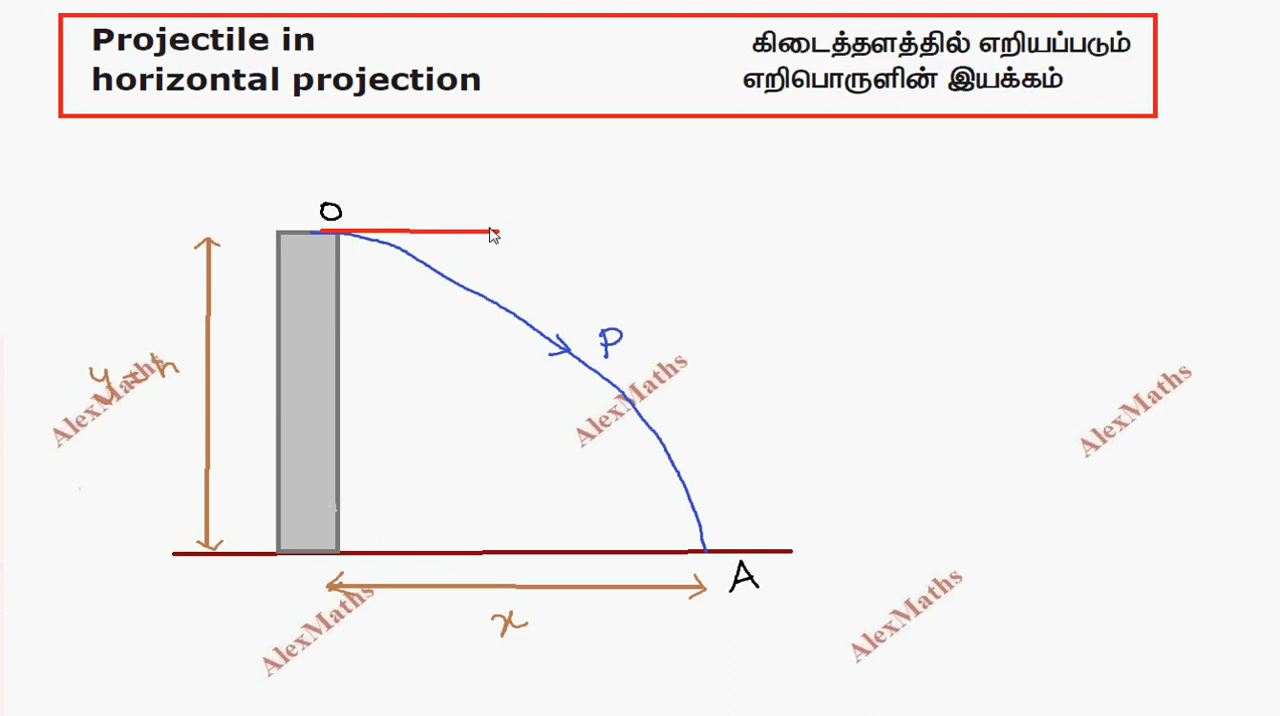 Projectile in
horizontal projection
கிடைத்தளத்தில் எறியப்படும்
எறிபொருளின் இயக்கம்
O
P
y = h
A
x
AlexMaths
AlexMaths
AlexMaths
AlexMaths
AlexMaths